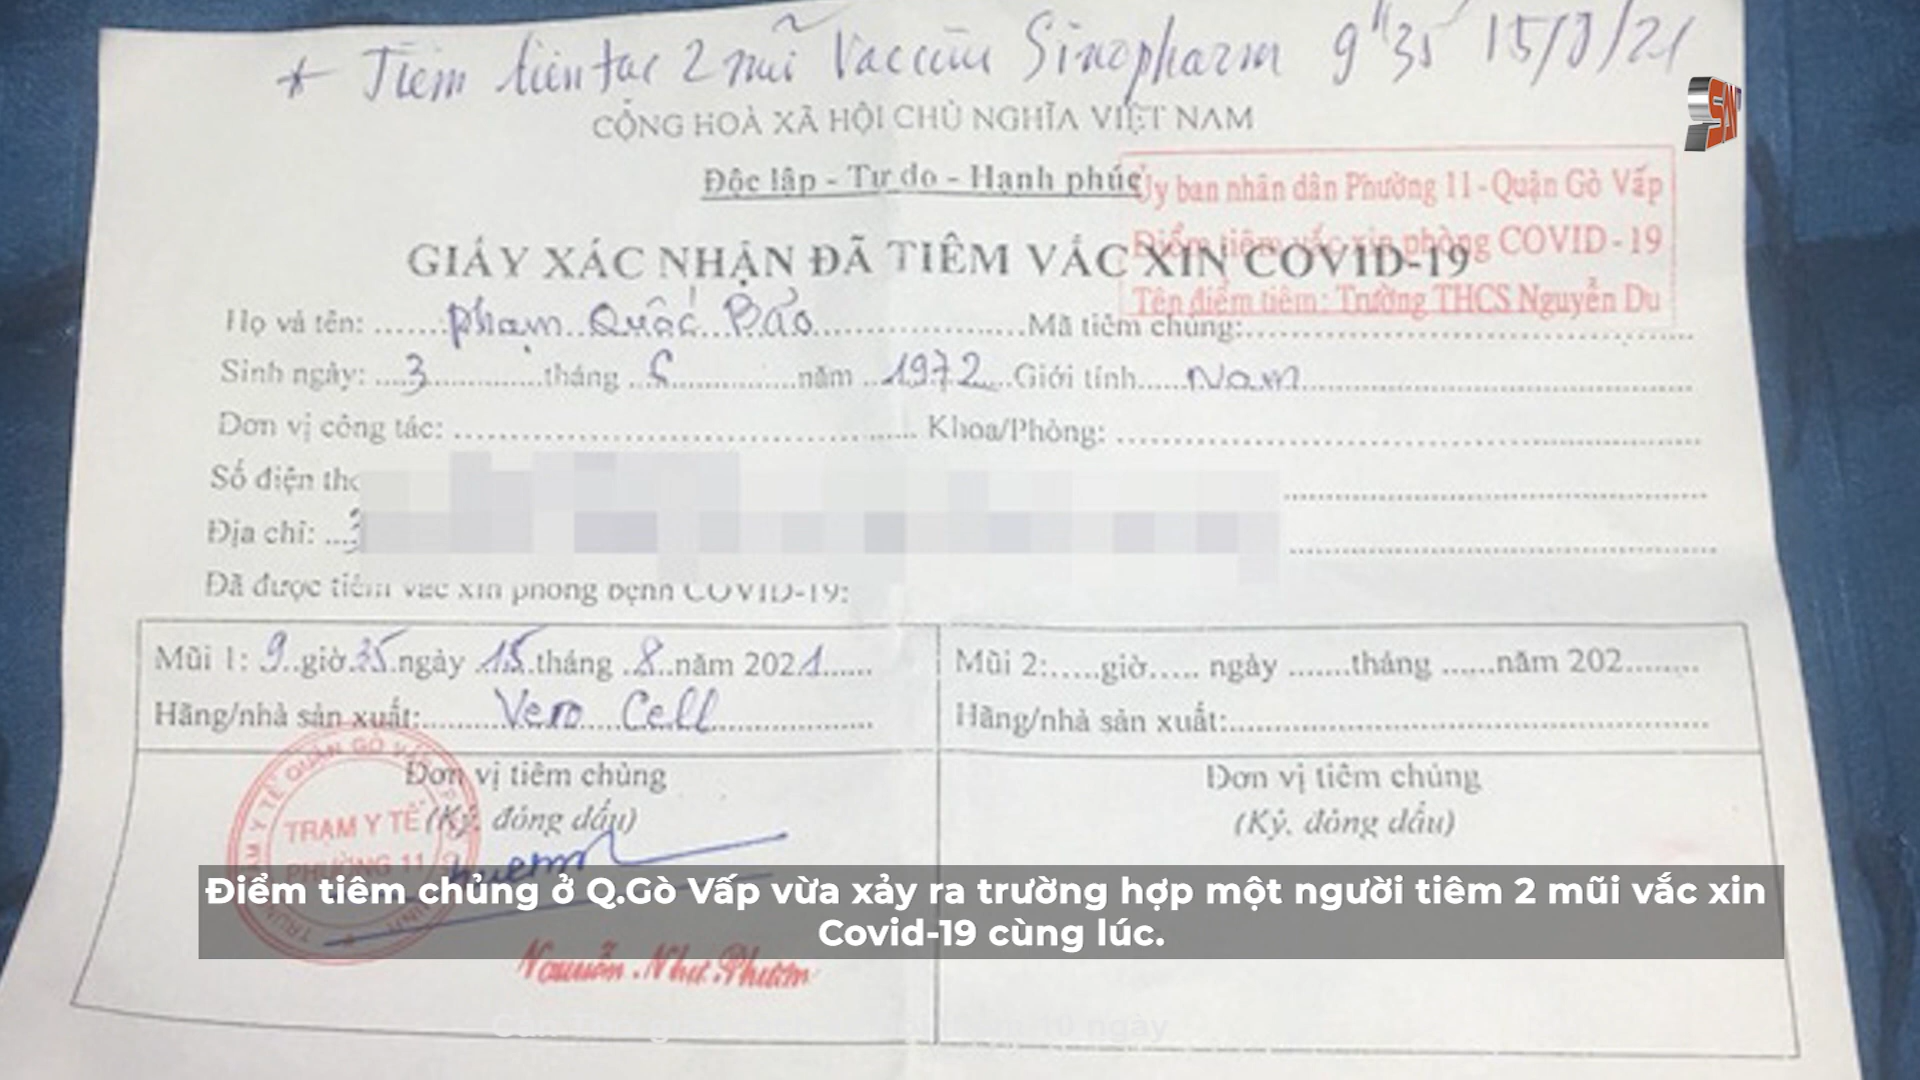 * Tiêm liên tục 2 mũi Vaccin Sinopharm 9h35 15/8/21
CỘNG HOÀ XÃ HỘI CHỦ NGHĨA VIỆT NAM
Độc lập - Tự do - Hạnh phúc
Ủy ban nhân dân Phường 11 - Quận Gò Vấp
Điểm tiêm vắc xin phòng COVID - 19
Tên điểm tiêm: Trường THCS Nguyễn Du
GIẤY XÁC NHẬN ĐÃ TIÊM VẮC XIN COVID-19
Họ và tên: Phạm Quốc Bảo Mã tiêm chủng:
Sinh ngày: 3 tháng 6 năm 1972 Giới tính Nam
Đơn vị công tác: Khoa/Phòng:
Số điện
Địa chỉ: 3
Đã được tiêm vắc xin phòng bệnh COVID-19:
Mũi 1: 9 giờ 35 ngày 15 tháng 8 năm 2021
Hãng/nhà sản xuất: Vero Cell
Mũi 2: giờ ngày tháng năm 202
Hãng/nhà sản xuất:
Đơn vị tiêm chủng
(Ký, đóng dấu)
Đơn vị tiêm chủng
(Ký, đóng dấu)
TRẠM Y TẾ
PHƯỜNG 11
Điểm tiêm chủng ở Q.Gò Vấp vừa xảy ra trường hợp một người tiêm 2 mũi vắc xin
Covid-19 cùng lúc.